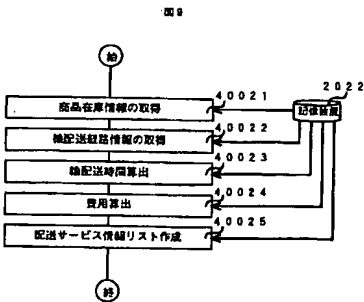 図9
始
40021
2022
商品在庫情報の取得
記憶装置
40022
輸配送経路情報の取得
40023
輸配送時間算出
40024
費用算出
40025
配送サービス情報リスト作成
終